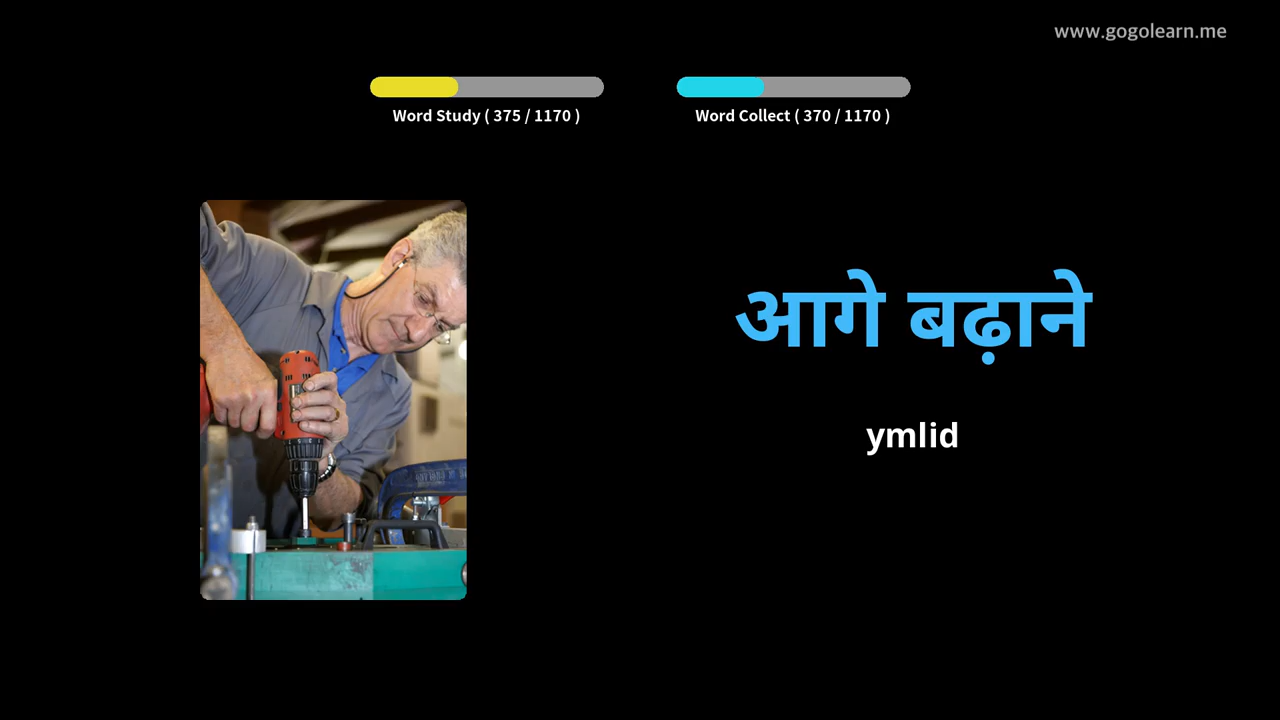 www.gogolearn.me
Word Study ( 375 / 1170 )
Word Collect ( 370 / 1170 )
आगे बढ़ाने
ymlid